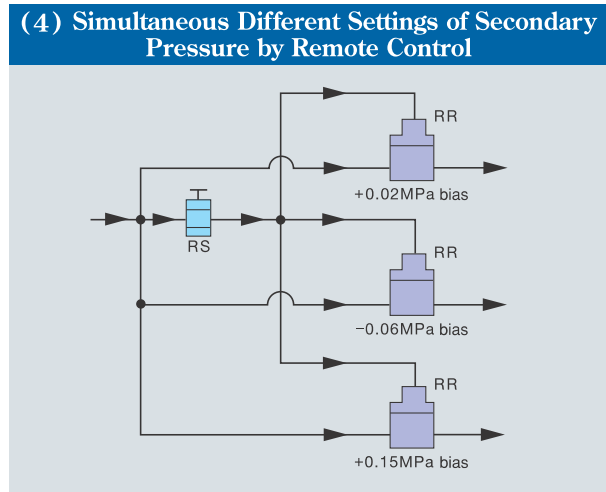 (4) Simultaneous Different Settings of Secondary
Pressure by Remote Control
RR
+0.02MPa bias
RS
RR
−0.06MPa bias
RR
+0.15MPa bias